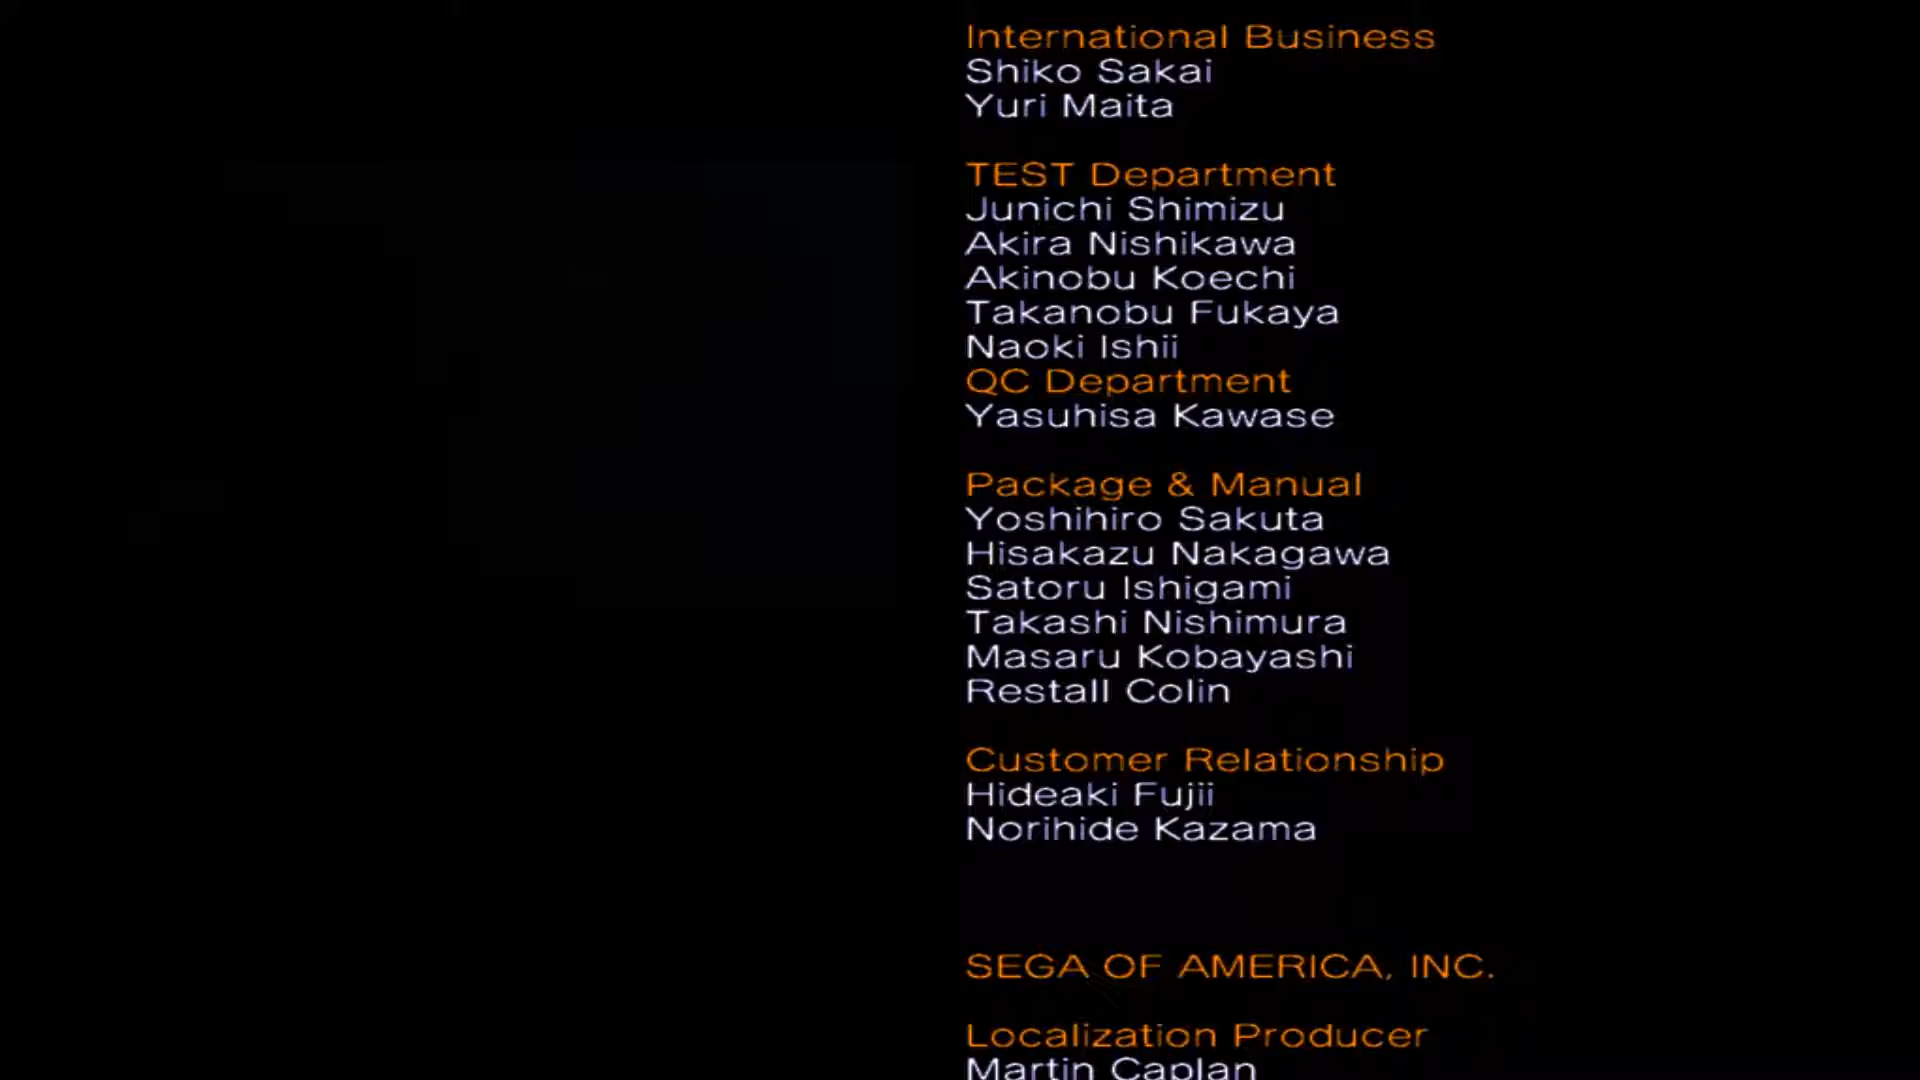 International Business
Shiko Sakai
Yuri Maita
TEST Department
Junichi Shimizu
Akira Nishikawa
Akinobu Koechi
Takanobu Fukaya
Naoki Ishii
QC Department
Yasuhisa Kawase
Package & Manual
Yoshihiro Sakuta
Hisakazu Nakagawa
Satoru Ishigami
Takashi Nishimura
Masaru Kobayashi
Restall Colin
Customer Relationship
Hideaki Fujii
Norihide Kazama
SEGA OF AMERICA, INC.
Localization Producer
Martin Caplan